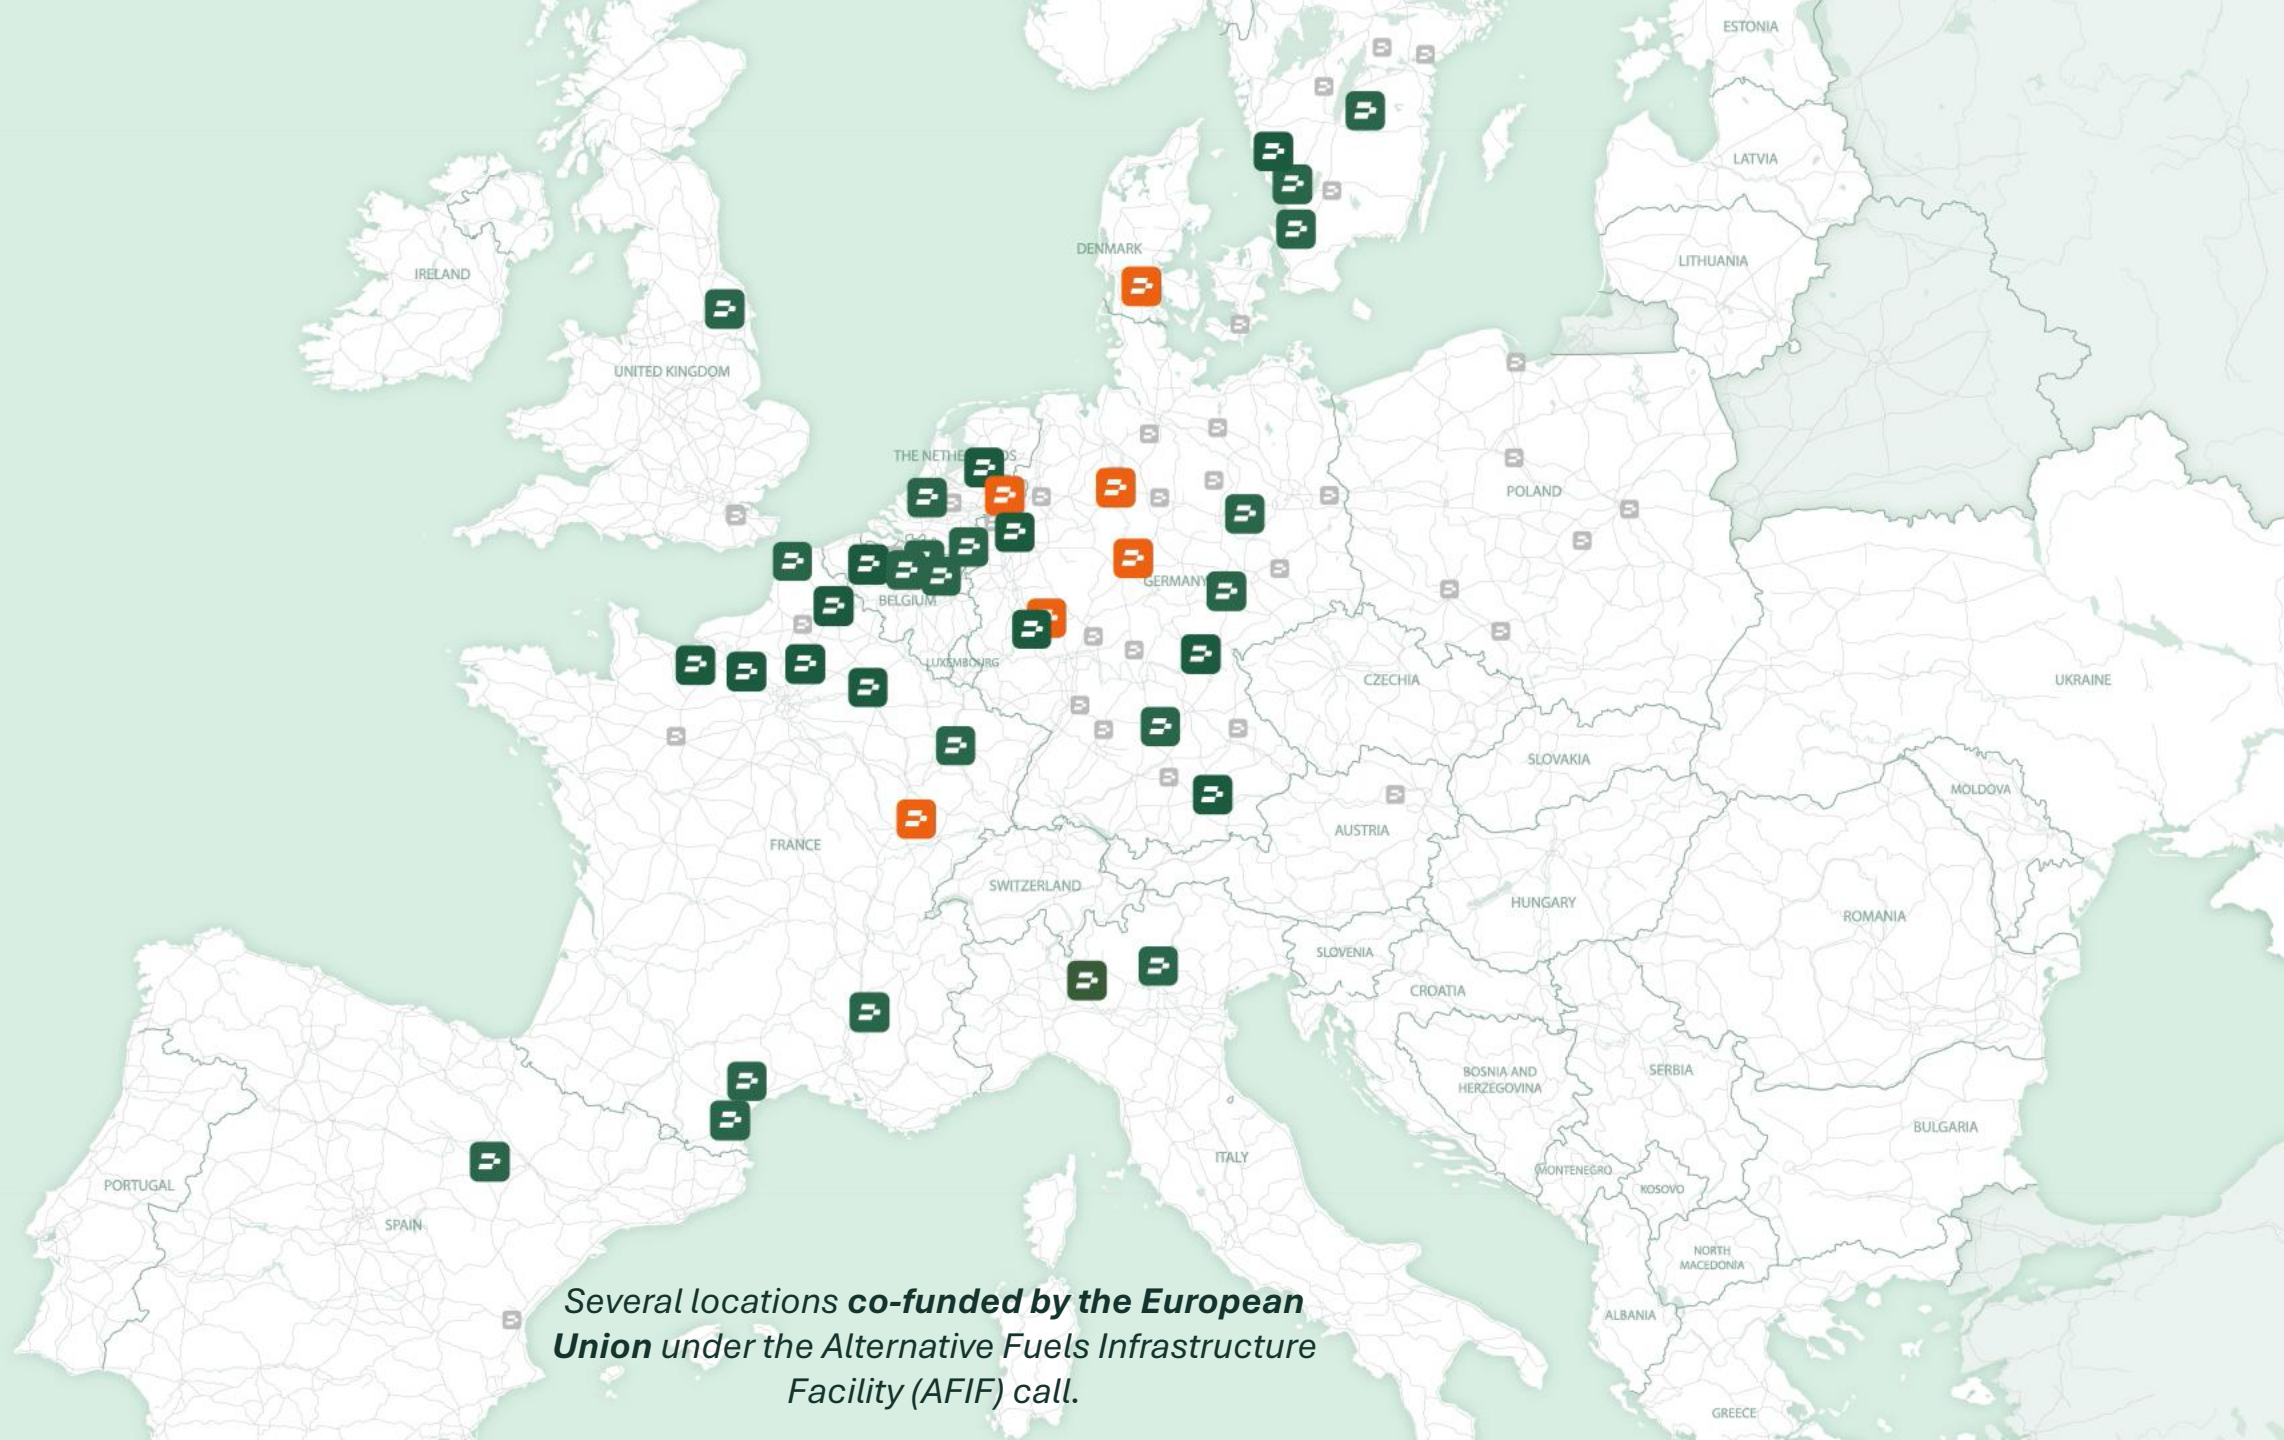 ESTONIA
LATVIA
DENMARK
LITHUANIA
IRELAND
UNITED KINGDOM
THE NETHE DS
POLAND
GERMANY
BELGIUM
LUXEMBOURG
CZECHIA
UKRAINE
SLOVAKIA
MOLDOVA
AUSTRIA
FRANCE
SWITZERLAND
HUNGARY
ROMANIA
SLOVENIA
CROATIA
BOSNIA AND
HERZEGOVINA
SERBIA
BULGARIA
ITALY
MONTENEGRO
KOSOVO
PORTUGAL
SPAIN
NORTH
MACEDONIA
ALBANIA
GREECE
Several locations co-funded by the European
Union under the Alternative Fuels Infrastructure
Facility (AFIF) call.